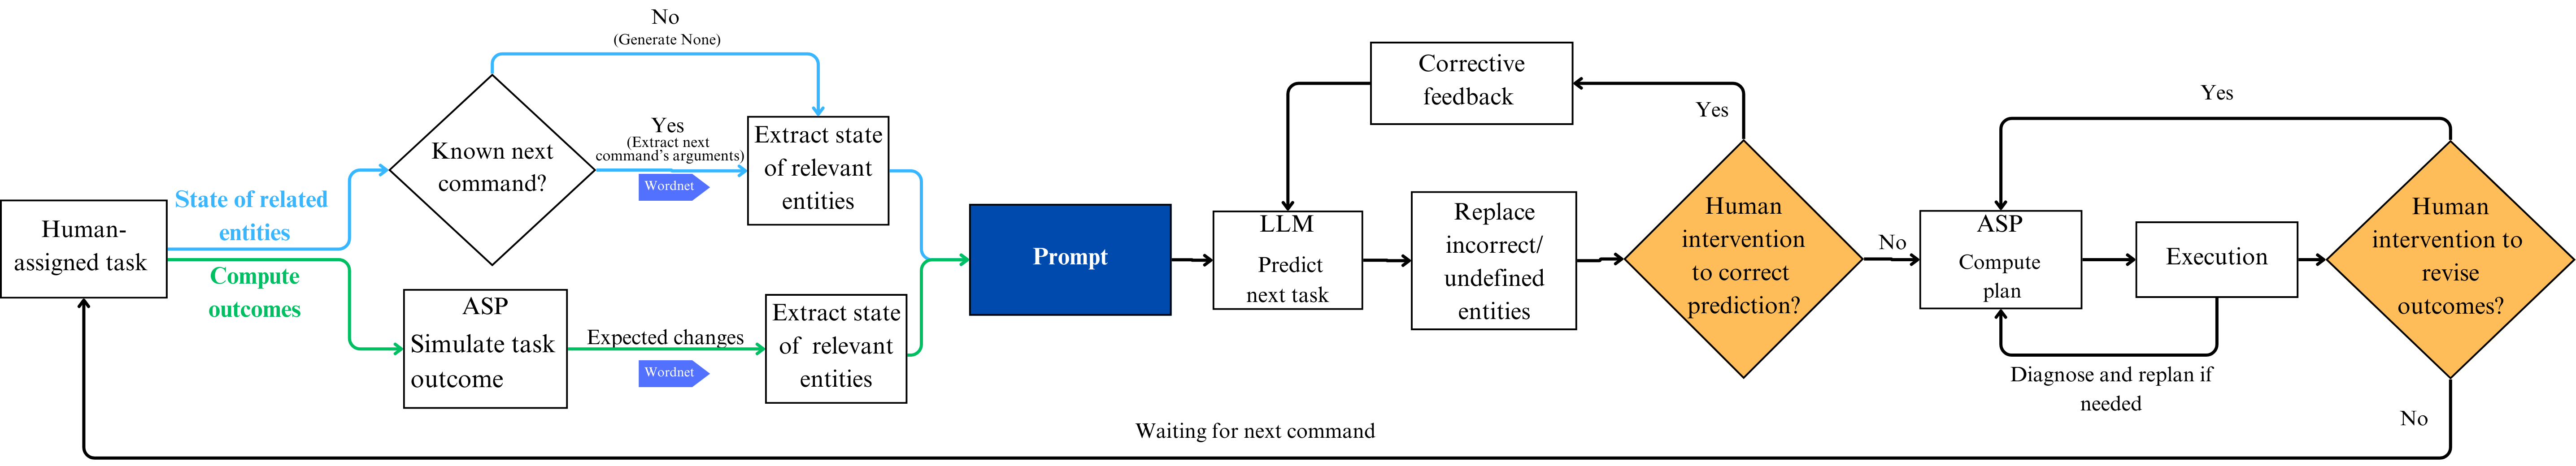 Human-
assigned task
State of related
entities
Compute
outcomes
No
(Generate None)
Known next
command?
Yes
(Extract next
command's arguments)
Wordnet
Extract state
of relevant
entities
ASP
Simulate task
outcome
Expected changes
Wordnet
Extract state
of relevant
entities
Prompt
Corrective
feedback
LLM
Predict
next task
Replace
incorrect/
undefined
entities
Yes
Human
intervention
to correct
prediction?
No
ASP
Compute
plan
Execution
Diagnose and replan if
needed
Yes
Human
intervention to
revise
outcomes?
No
Waiting for next command